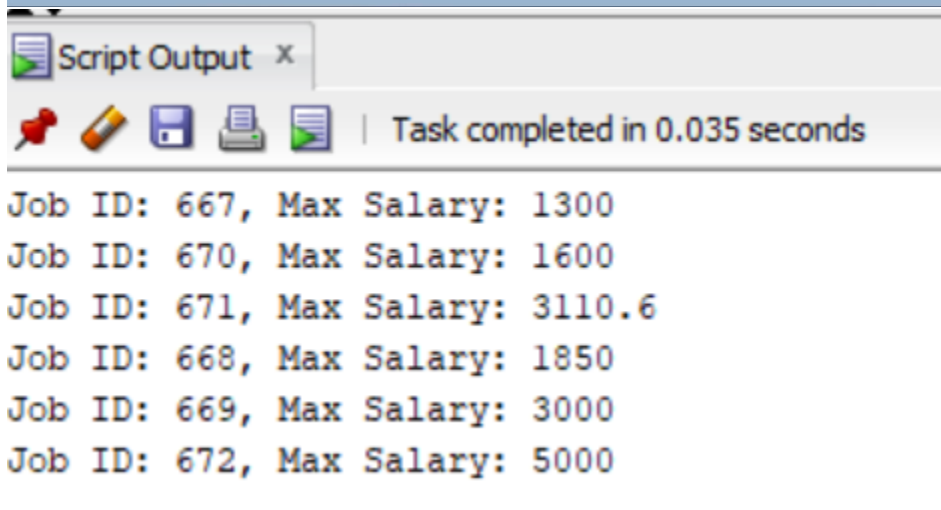 Script Output ×
Task completed in 0.035 seconds
Job ID: 667, Max Salary: 1300
Job ID: 670, Max Salary: 1600
Job ID: 671, Max Salary: 3110.6
Job ID: 668, Max Salary: 1850
Job ID: 669, Max Salary: 3000
Job ID: 672, Max Salary: 5000